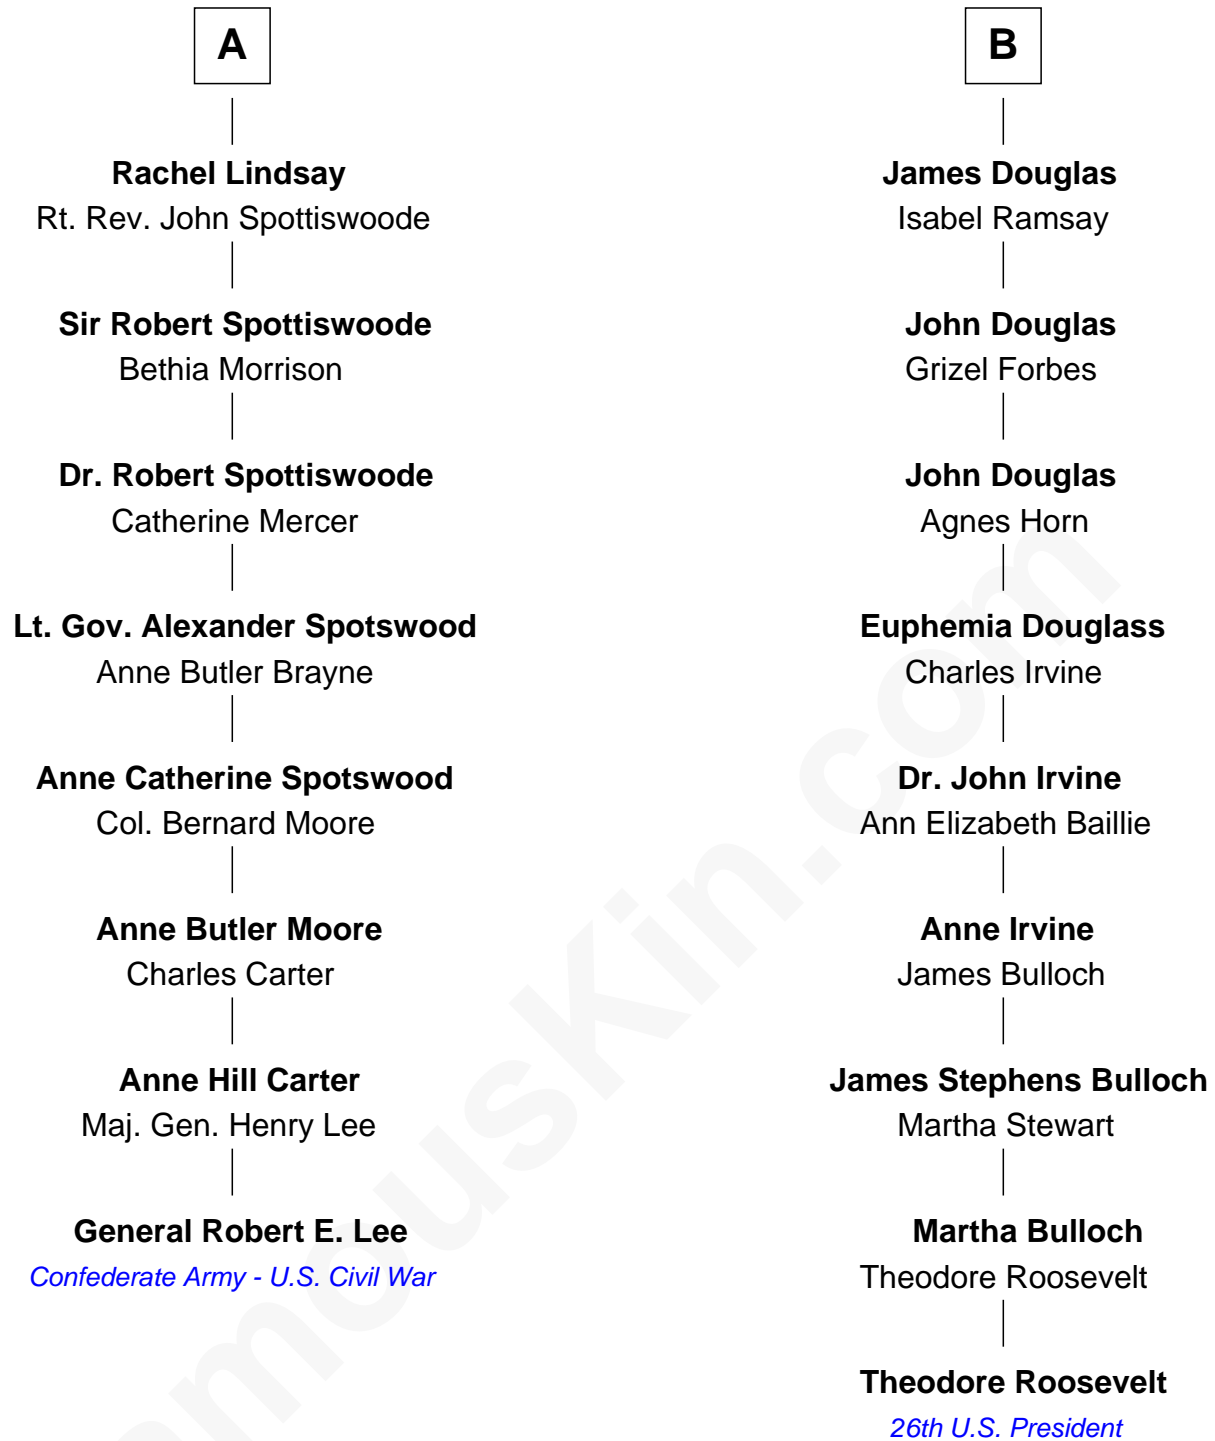 A
Rachel Lindsay
Rt. Rev. John Spottiswoode
Sir Robert Spottiswoode
Bethia Morrison
Dr. Robert Spottiswoode
Catherine Mercer
Lt. Gov. Alexander Spotswood
Anne Butler Brayne
Anne Catherine Spotswood
Col. Bernard Moore
Anne Butler Moore
Charles Carter
Anne Hill Carter
Maj. Gen. Henry Lee
General Robert E. Lee
Confederate Army - U.S. Civil War
B
James Douglas
Isabel Ramsay
John Douglas
Grizel Forbes
John Douglas
Agnes Horn
Euphemia Douglass
Charles Irvine
Dr. John Irvine
Ann Elizabeth Baillie
Anne Irvine
James Bulloch
James Stephens Bulloch
Martha Stewart
Martha Bulloch
Theodore Roosevelt
Theodore Roosevelt
26th U.S. President
amouskin.com